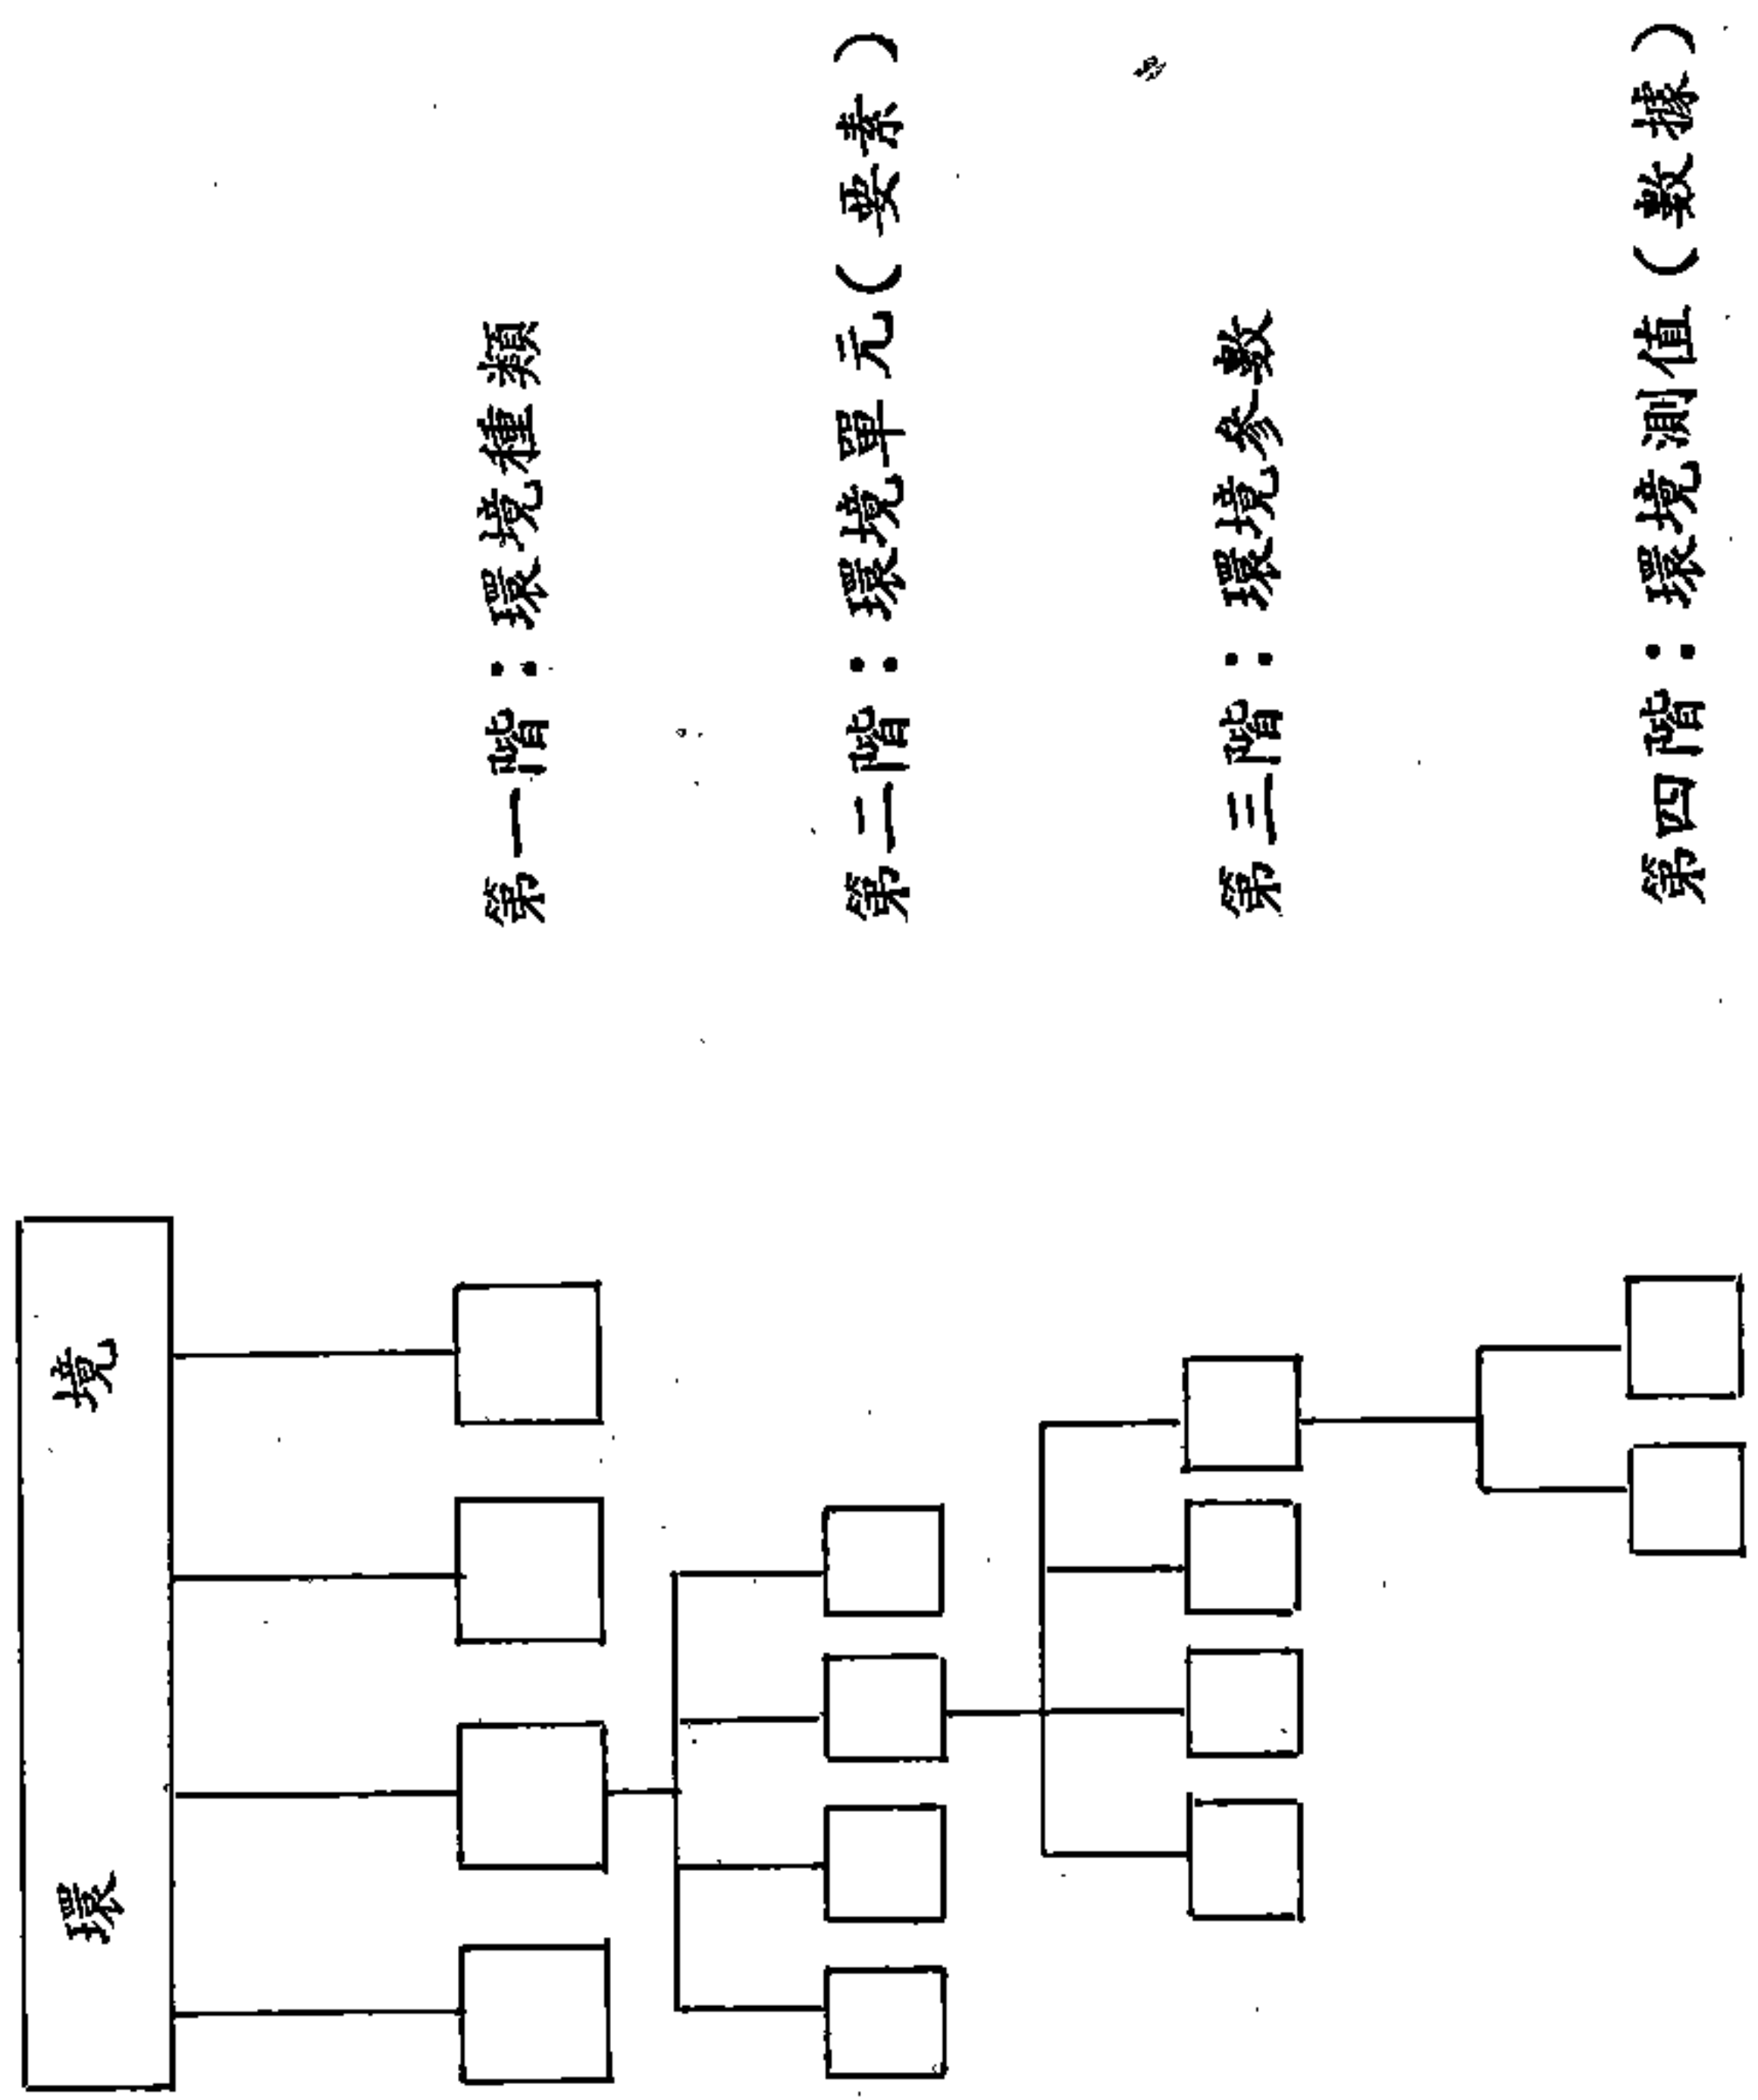 環境
第一階：環境種類
第二階：環境單元（要素）
第三階：環境參數
第四階：環境測值（數據）